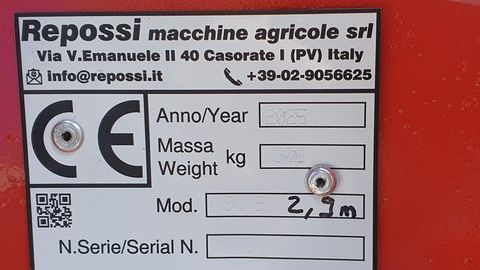 Repossi macchine agricole srl
Via V.Emanuele II 40 Casorate I (PV) Italy
info@repossi.it +39-02-9056625
CE
Anno/Year 2025
Massa
Weight kg
Mod. 2,9m
N.Serie/Serial N.